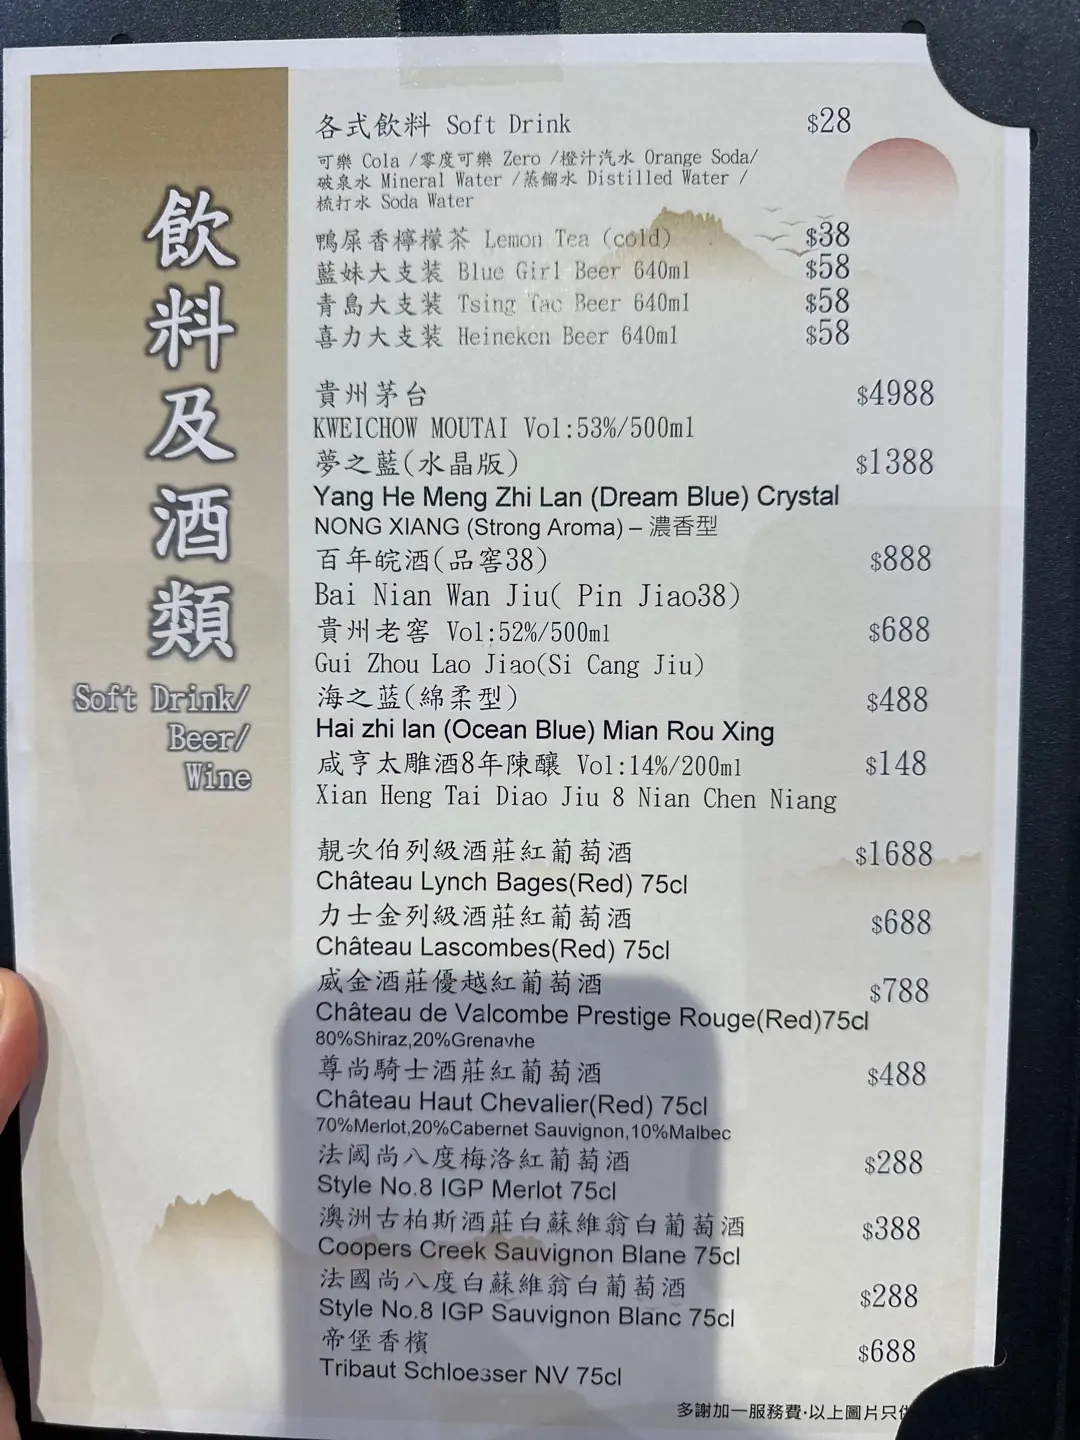 飲料及酒類
Soft Drink/
Beer/
Wine
各式飲料 Soft Drink $28
可樂 Cola /零度可樂 Zero /橙汁汽水 Orange Soda/
破泉水 Mineral Water /蒸餾水 Distilled Water /
梳打水 Soda Water
鴨屎香檸檬茶 Lemon Tea (cold) $38
藍妹大支裝 Blue Girl Beer 640ml $58
青島大支裝 Tsing Tao Beer 640ml $58
喜力大支裝 Heineken Beer 640ml $58
貴州茅台 $4988
KWEICHOW MOUTAI Vol:53%/500ml
夢之藍(水晶版) $1388
Yang He Meng Zhi Lan (Dream Blue) Crystal
NONG XIANG (Strong Aroma) – 濃香型
百年皖酒(品窖38) $888
Bai Nian Wan Jiu( Pin Jiao38)
貴州老窖 Vol:52%/500ml $688
Gui Zhou Lao Jiao(Si Cang Jiu)
海之蓝(綿柔型) $488
Hai zhi lan (Ocean Blue) Mian Rou Xing
咸亨太雕酒8年陳釀 Vol:14%/200ml $148
Xian Heng Tai Diao Jiu 8 Nian Chen Niang
靚次伯列級酒莊紅葡萄酒 $1688
Château Lynch Bages(Red) 75cl
力士金列級酒莊紅葡萄酒 $688
Château Lascombes(Red) 75cl
威金酒莊優越紅葡萄酒 $788
Château de Valcombe Prestige Rouge(Red)75cl
80%Shiraz,20%Grenavhe
尊尚騎士酒莊紅葡萄酒 $488
Château Haut Chevalier(Red) 75cl
70%Merlot,20%Cabernet Sauvignon,10%Malbec
法國尚八度梅洛紅葡萄酒 $288
Style No.8 IGP Merlot 75cl
澳洲古柏斯酒莊白蘇維翁白葡萄酒 $388
Coopers Creek Sauvignon Blane 75cl
法國尚八度白蘇維翁白葡萄酒 $288
Style No.8 IGP Sauvignon Blanc 75cl
帝堡香檳 $688
Tribaut Schloesser NV 75cl
多謝加一服務費·以上圖片只供